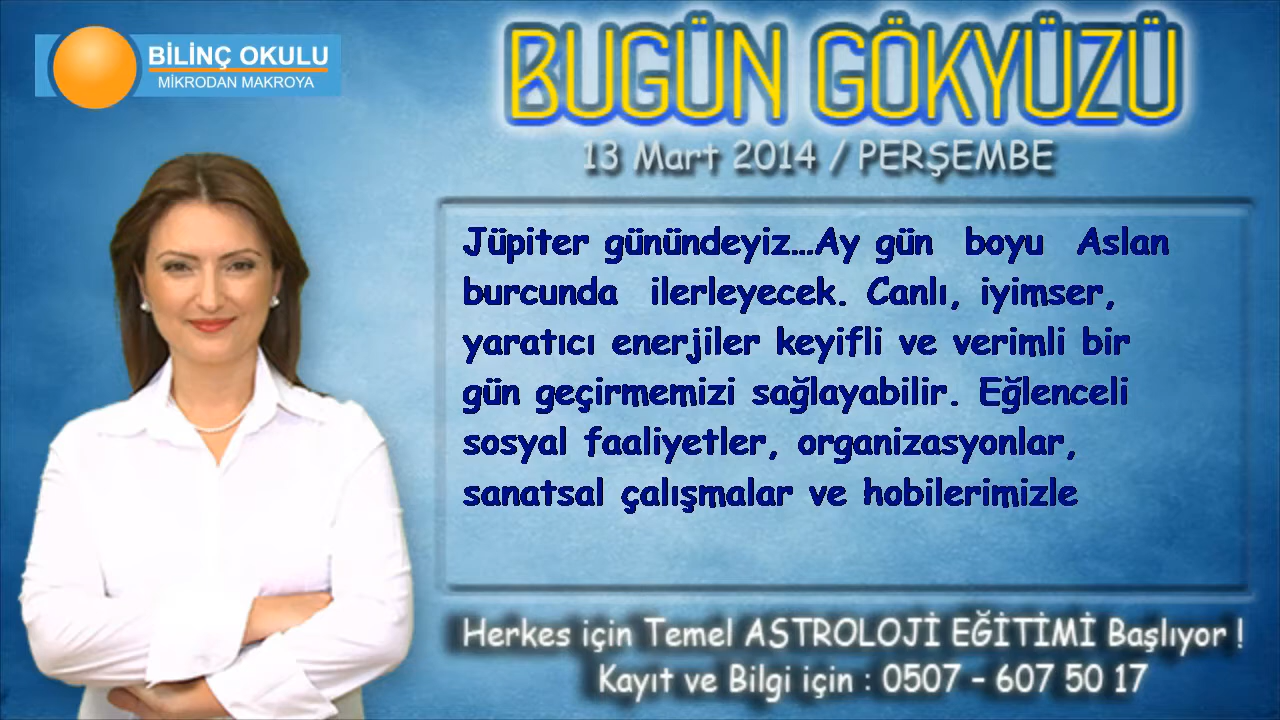 BİLİNÇ OKULU
MİKRODAN MAKROYA
BUGÜN GÖKYÜZÜ
13 Mart 2014 / PERŞEMBE
Jüpiter günündeyiz...Ay gün boyu Aslan
burcunda ilerleyecek. Canlı, iyimser,
yaratıcı enerjiler keyifli ve verimli bir
gün geçirmemizi sağlayabilir. Eğlenceli
sosyal faaliyetler, organizasyonlar,
sanatsal çalışmalar ve hobilerimizle
Herkes için Temel ASTROLOJİ EĞİTİMİ Başlıyor !
Kayıt ve Bilgi için : 0507 – 607 50 17